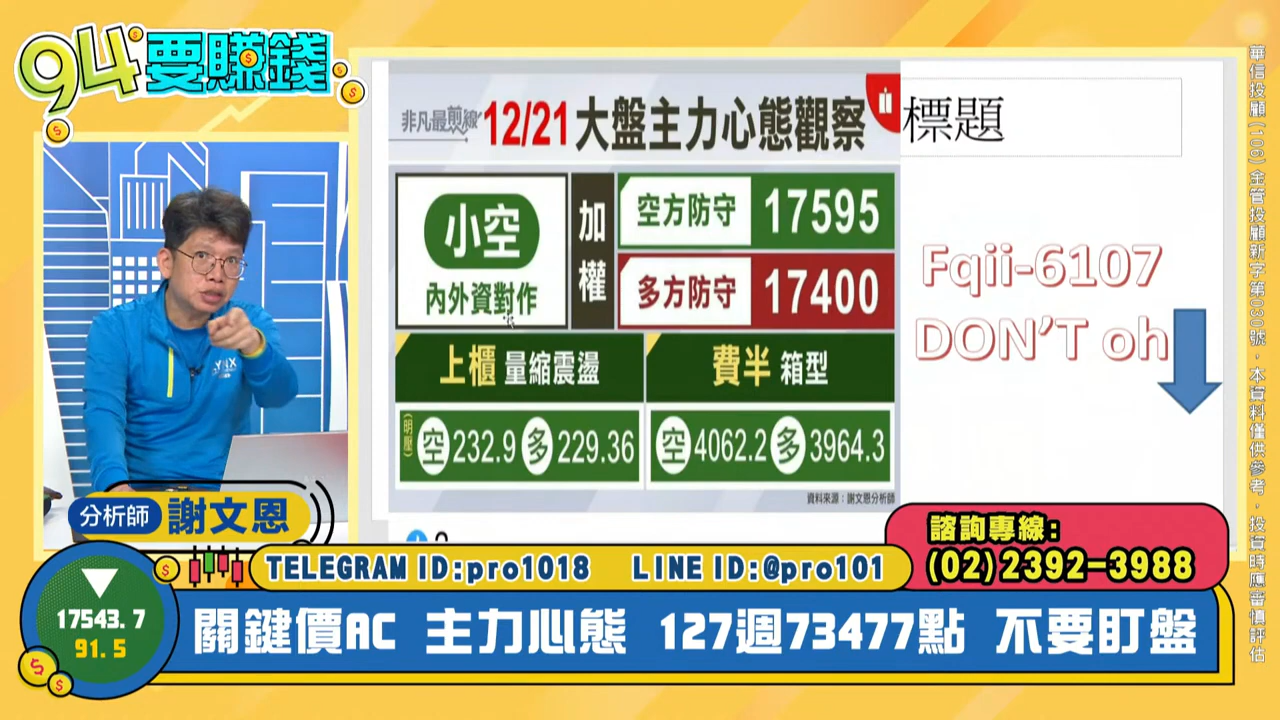 94要賺錢
非凡最前線
12/21大盤主力心態觀察
標題
小空
內外資對作
加權
空方防守 17595
多方防守 17400
Fqii-6107
DON'T oh
上櫃 量縮震盪
費半 箱型
(明壓)
空 232.9 多 229.36
空 4062.2 多 3964.3
資料來源:謝文恩分析師
LYNX
分析師 謝文恩
諮詢專線:
(02)2392-3988
TELEGRAM ID:pro1018 LINE ID:@pro101
17543.7
91.5
關鍵價AC 主力心態 127週73477點 不要盯盤
華信投顧(106)金管投顧新字第030號,本資料僅供參考,投資時應審慎評估